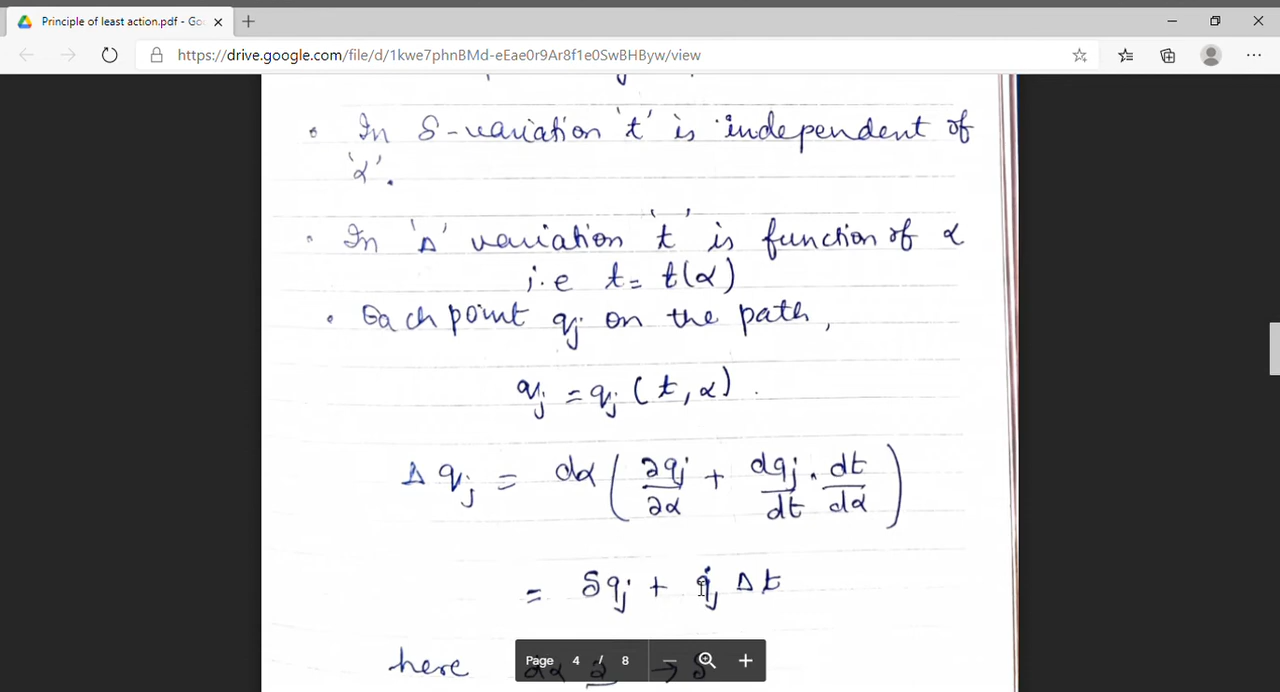 Principle of least action.pdf - Go
https://drive.google.com/file/d/1kwe7phnBMd-eEae0r9Ar8f1e0SwBHByw/view
• In δ-variation 't' is independent of
'α'.
• In 'Δ' variation 't' is function of α
i.e t = t(α)
• Each point qj on the path,
qj = qj (t, α).
Δqj = dα ( ∂qj/∂α + dqj/dt . dt/dα )
= δqj + q̇j Δt
here
Page 4 / 8